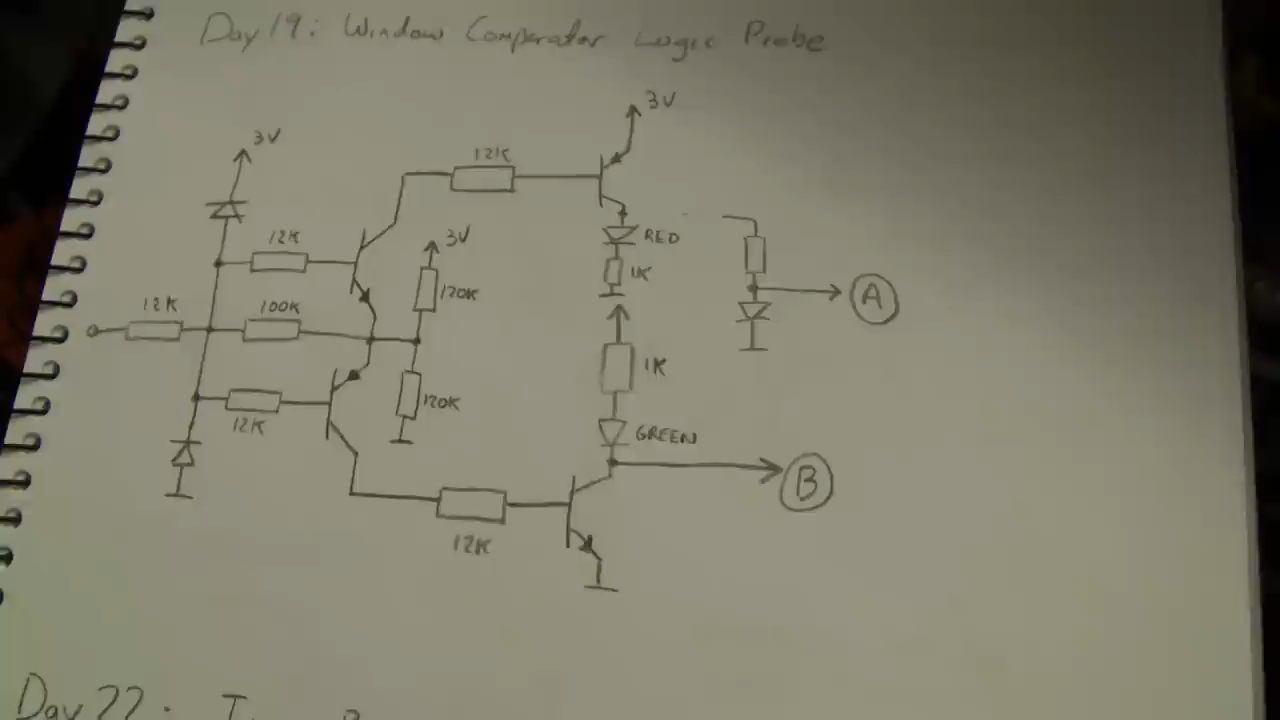 Day 19: Window Comparator Logic Probe
3V
12K
3V
12K
3V
RED
1K
120K
A
12K
100K
1K
120K
12K
GREEN
B
12K
Day 22: